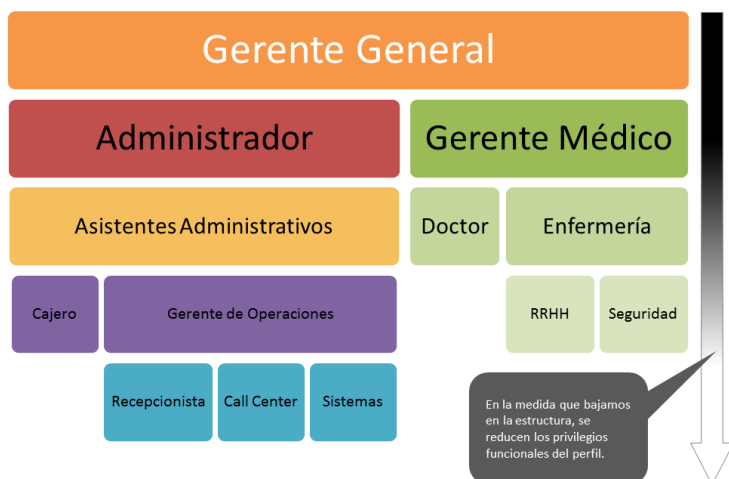 Gerente General
Administrador
Gerente Médico
Asistentes Administrativos
Doctor
Enfermería
Cajero
Gerente de Operaciones
RRHH
Seguridad
Recepcionista
Call Center
Sistemas
En la medida que bajamos
en la estructura, se
reducen los privilegios
funcionales del perfil.